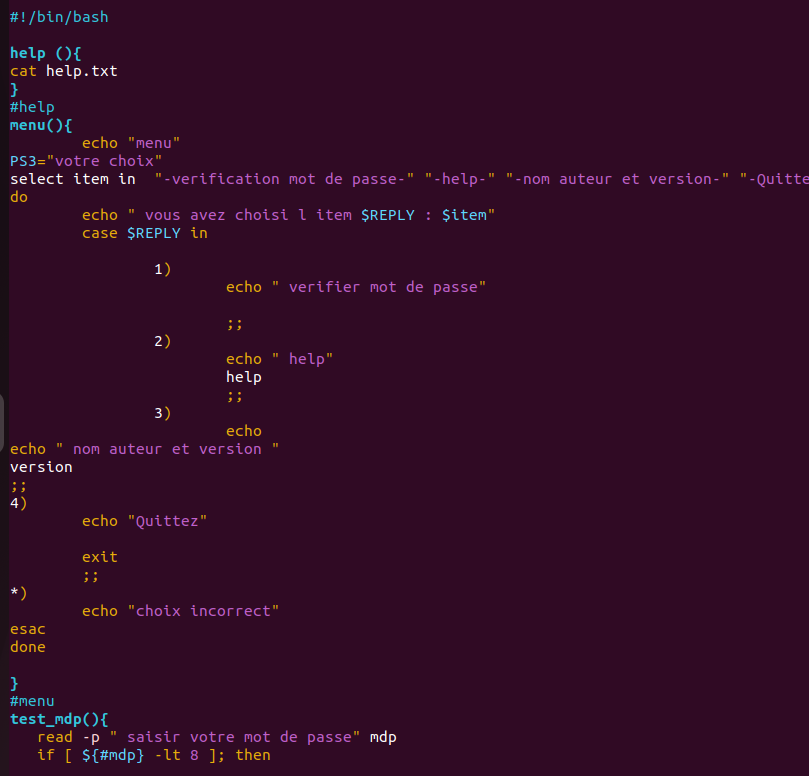 #!/bin/bash
help (){
cat help.txt
}
#help
menu(){
echo "menu"
PS3="votre choix"
select item in "-verification mot de passe-" "-help-" "-nom auteur et version-" "-Quitte
do
echo " vous avez choisi l item $REPLY : $item"
case $REPLY in
1)
echo " verifier mot de passe"
;;
2)
echo " help"
help
;;
3)
echo
echo " nom auteur et version "
version
;;
4)
echo "Quittez"
exit
;;
*)
echo "choix incorrect"
esac
done
}
#menu
test_mdp(){
read -p " saisir votre mot de passe" mdp
if [ ${#mdp} -lt 8 ]; then